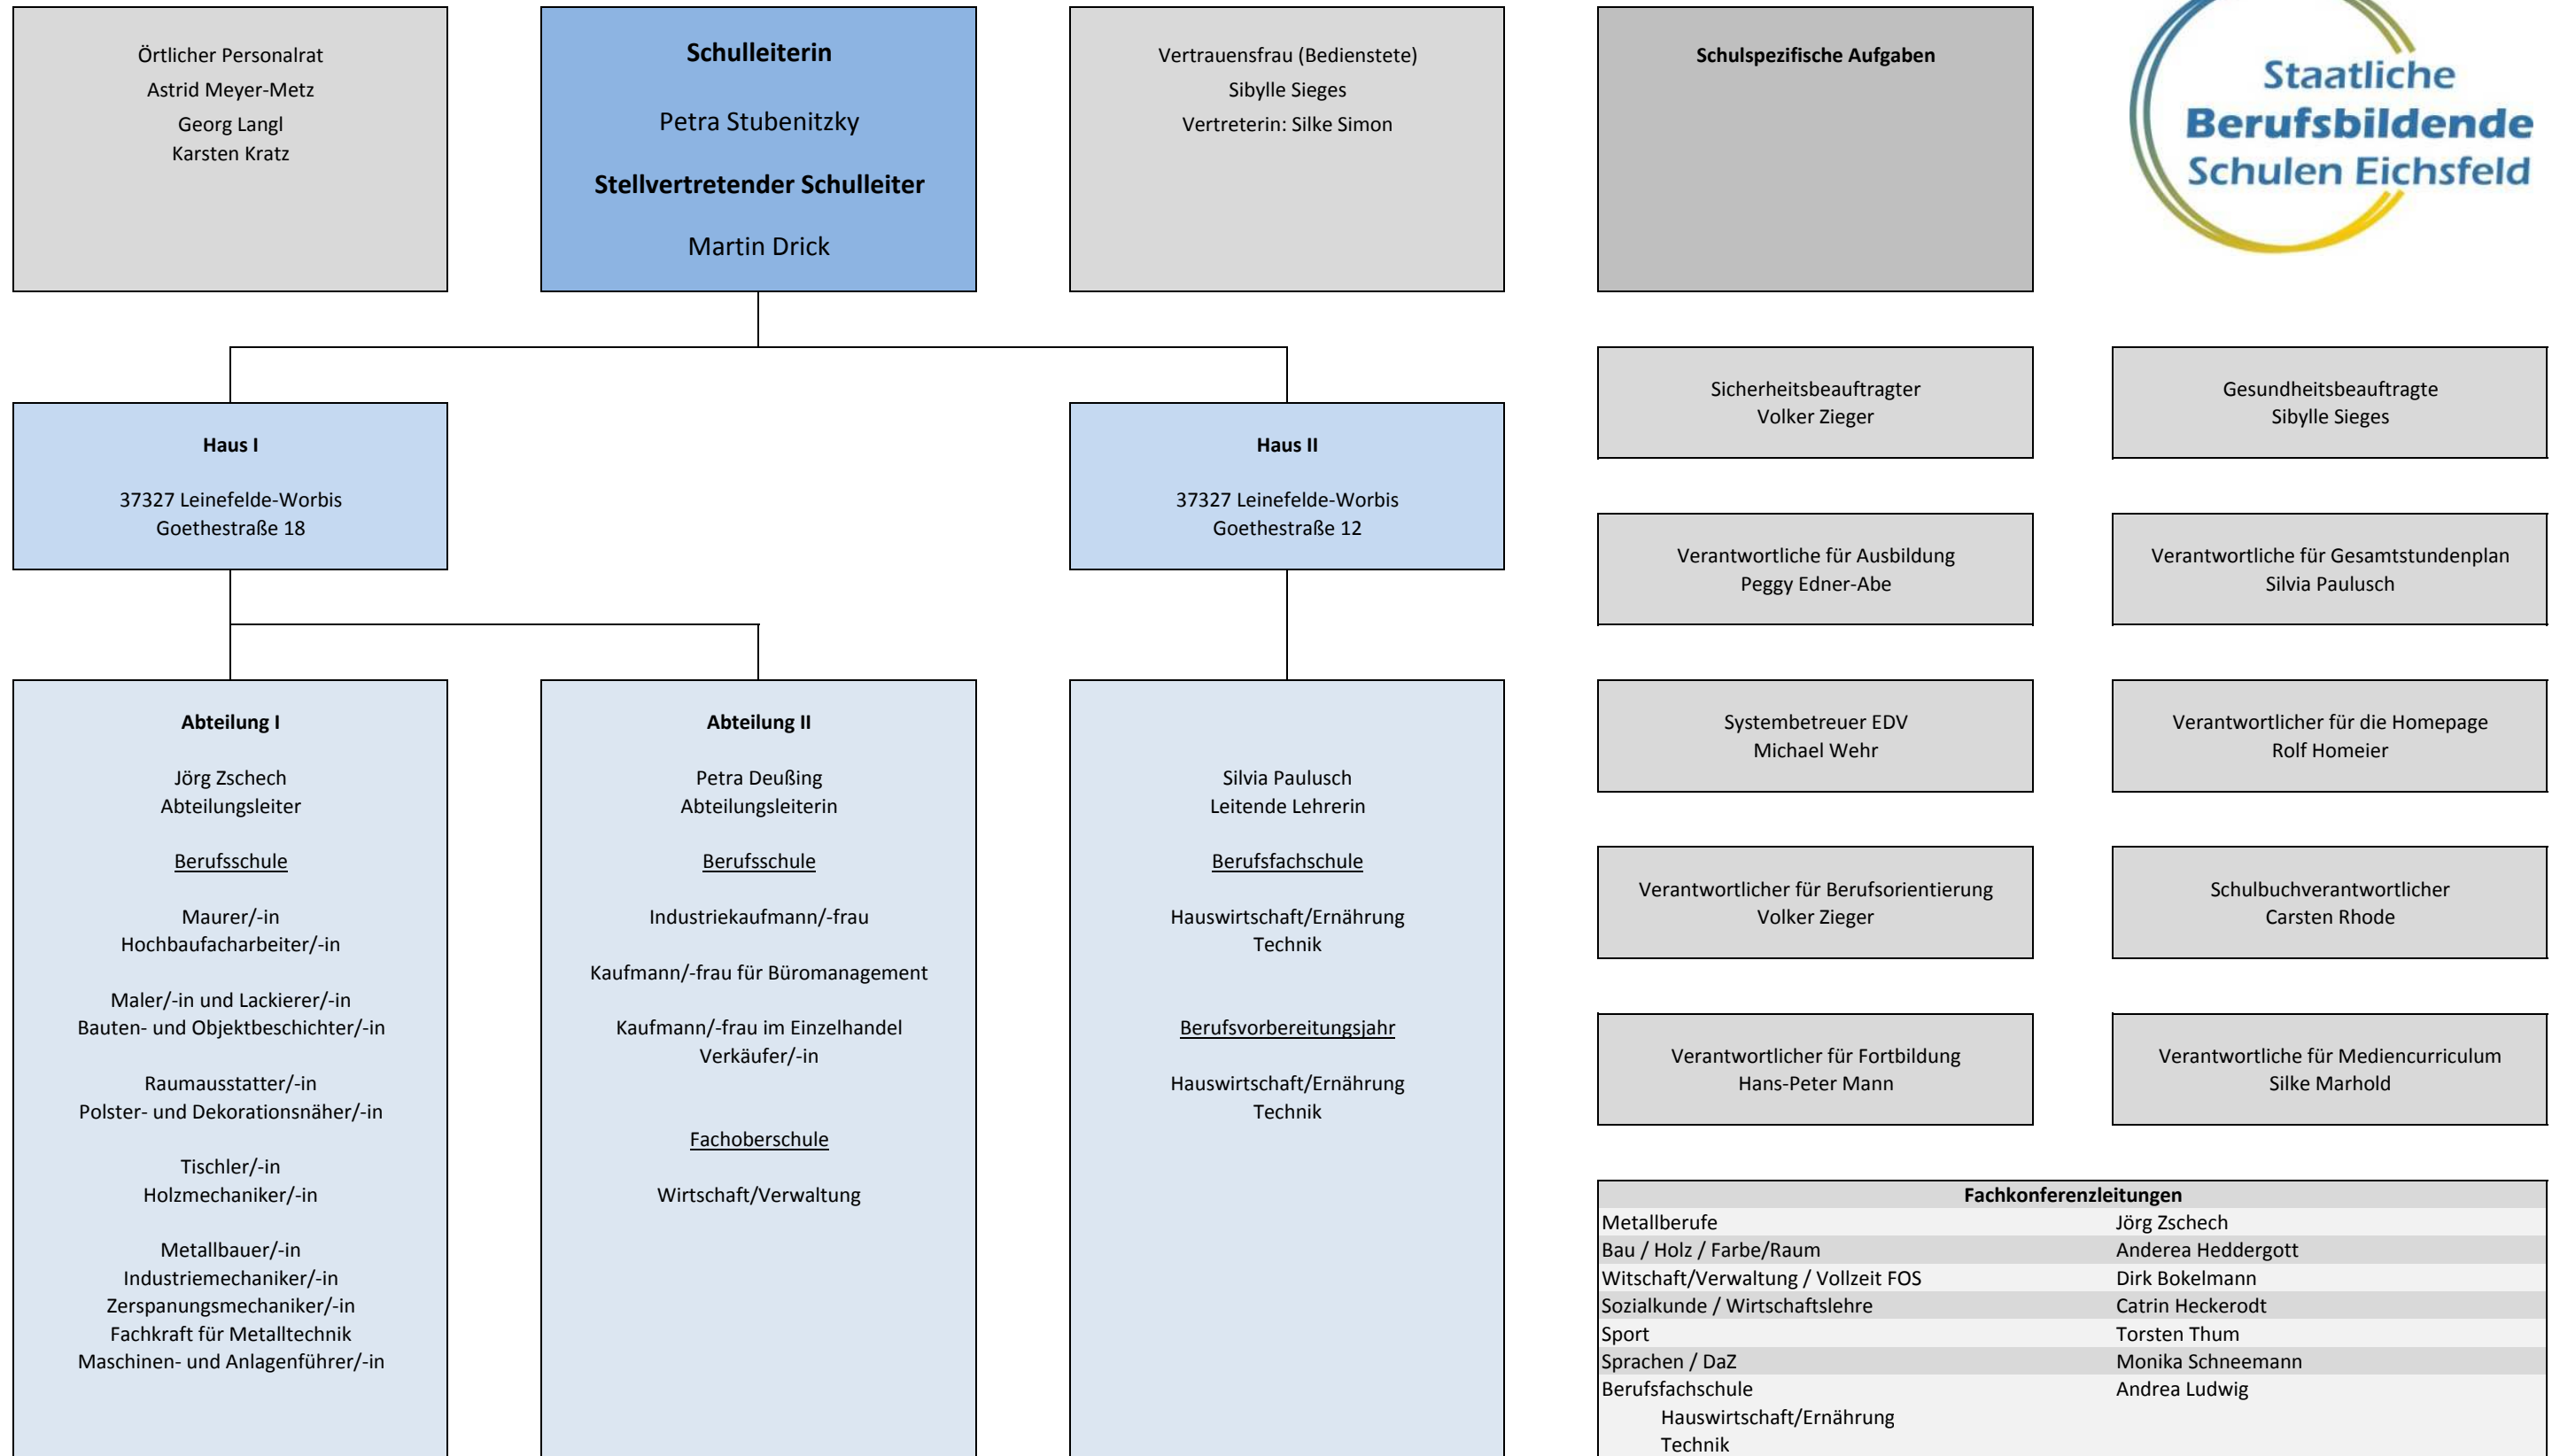 Örtlicher Personalrat
Astrid Meyer-Metz
Georg Langl
Karsten Kratz
Schulleiterin
Petra Stubenitzky
Stellvertretender Schulleiter
Martin Drick
Vertrauensfrau (Bedienstete)
Sibylle Sieges
Vertreterin: Silke Simon
Schulspezifische Aufgaben
Staatliche
Berufsbildende
Schulen Eichsfeld
Haus I
37327 Leinefelde-Worbis
Goethestraße 18
Haus II
37327 Leinefelde-Worbis
Goethestraße 12
Abteilung I
Jörg Zschech
Abteilungsleiter
Berufsschule
Maurer/-in
Hochbaufacharbeiter/-in
Maler/-in und Lackierer/-in
Bauten- und Objektbeschichter/-in
Raumausstatter/-in
Polster- und Dekorationsnäher/-in
Tischler/-in
Holzmechaniker/-in
Metallbauer/-in
Industriemechaniker/-in
Zerspanungsmechaniker/-in
Fachkraft für Metalltechnik
Maschinen- und Anlagenführer/-in
Abteilung II
Petra Deußing
Abteilungsleiterin
Berufsschule
Industriekaufmann/-frau
Kaufmann/-frau für Büromanagement
Kaufmann/-frau im Einzelhandel
Verkäufer/-in
Fachoberschule
Wirtschaft/Verwaltung
Silvia Paulusch
Leitende Lehrerin
Berufsfachschule
Hauswirtschaft/Ernährung
Technik
Berufsvorbereitungsjahr
Hauswirtschaft/Ernährung
Technik
Sicherheitsbeauftragter
Volker Zieger
Gesundheitsbeauftragte
Sibylle Sieges
Verantwortliche für Ausbildung
Peggy Edner-Abe
Verantwortliche für Gesamtstundenplan
Silvia Paulusch
Systembetreuer EDV
Michael Wehr
Verantwortlicher für die Homepage
Rolf Homeier
Verantwortlicher für Berufsorientierung
Volker Zieger
Schulbuchverantwortlicher
Carsten Rhode
Verantwortlicher für Fortbildung
Hans-Peter Mann
Verantwortliche für Mediencurriculum
Silke Marhold
Fachkonferenzleitungen
Metallberufe Jörg Zschech
Bau / Holz / Farbe/Raum Anderea Heddergott
Witschaft/Verwaltung / Vollzeit FOS Dirk Bokelmann
Sozialkunde / Wirtschaftslehre Catrin Heckerodt
Sport Torsten Thum
Sprachen / DaZ Monika Schneemann
Berufsfachschule Andrea Ludwig
Hauswirtschaft/Ernährung
Technik